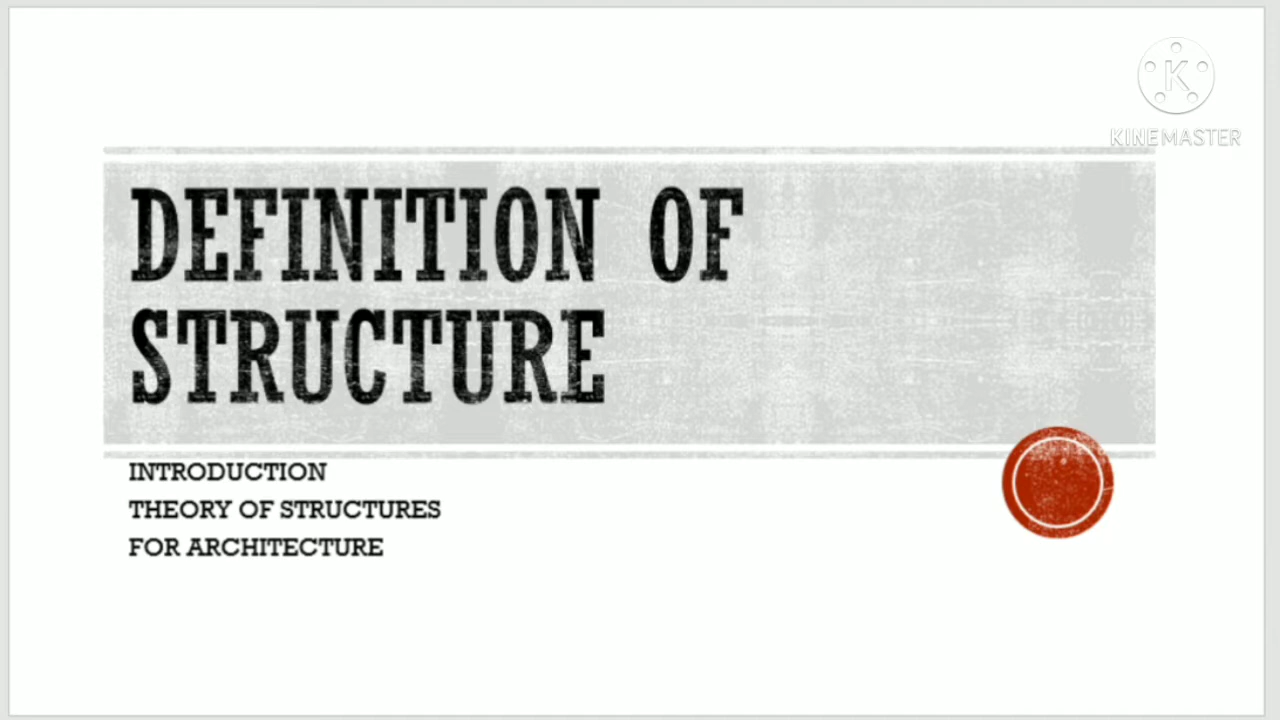 K
KINEMASTER
DEFINITION OF
STRUCTURE
INTRODUCTION
THEORY OF STRUCTURES
FOR ARCHITECTURE